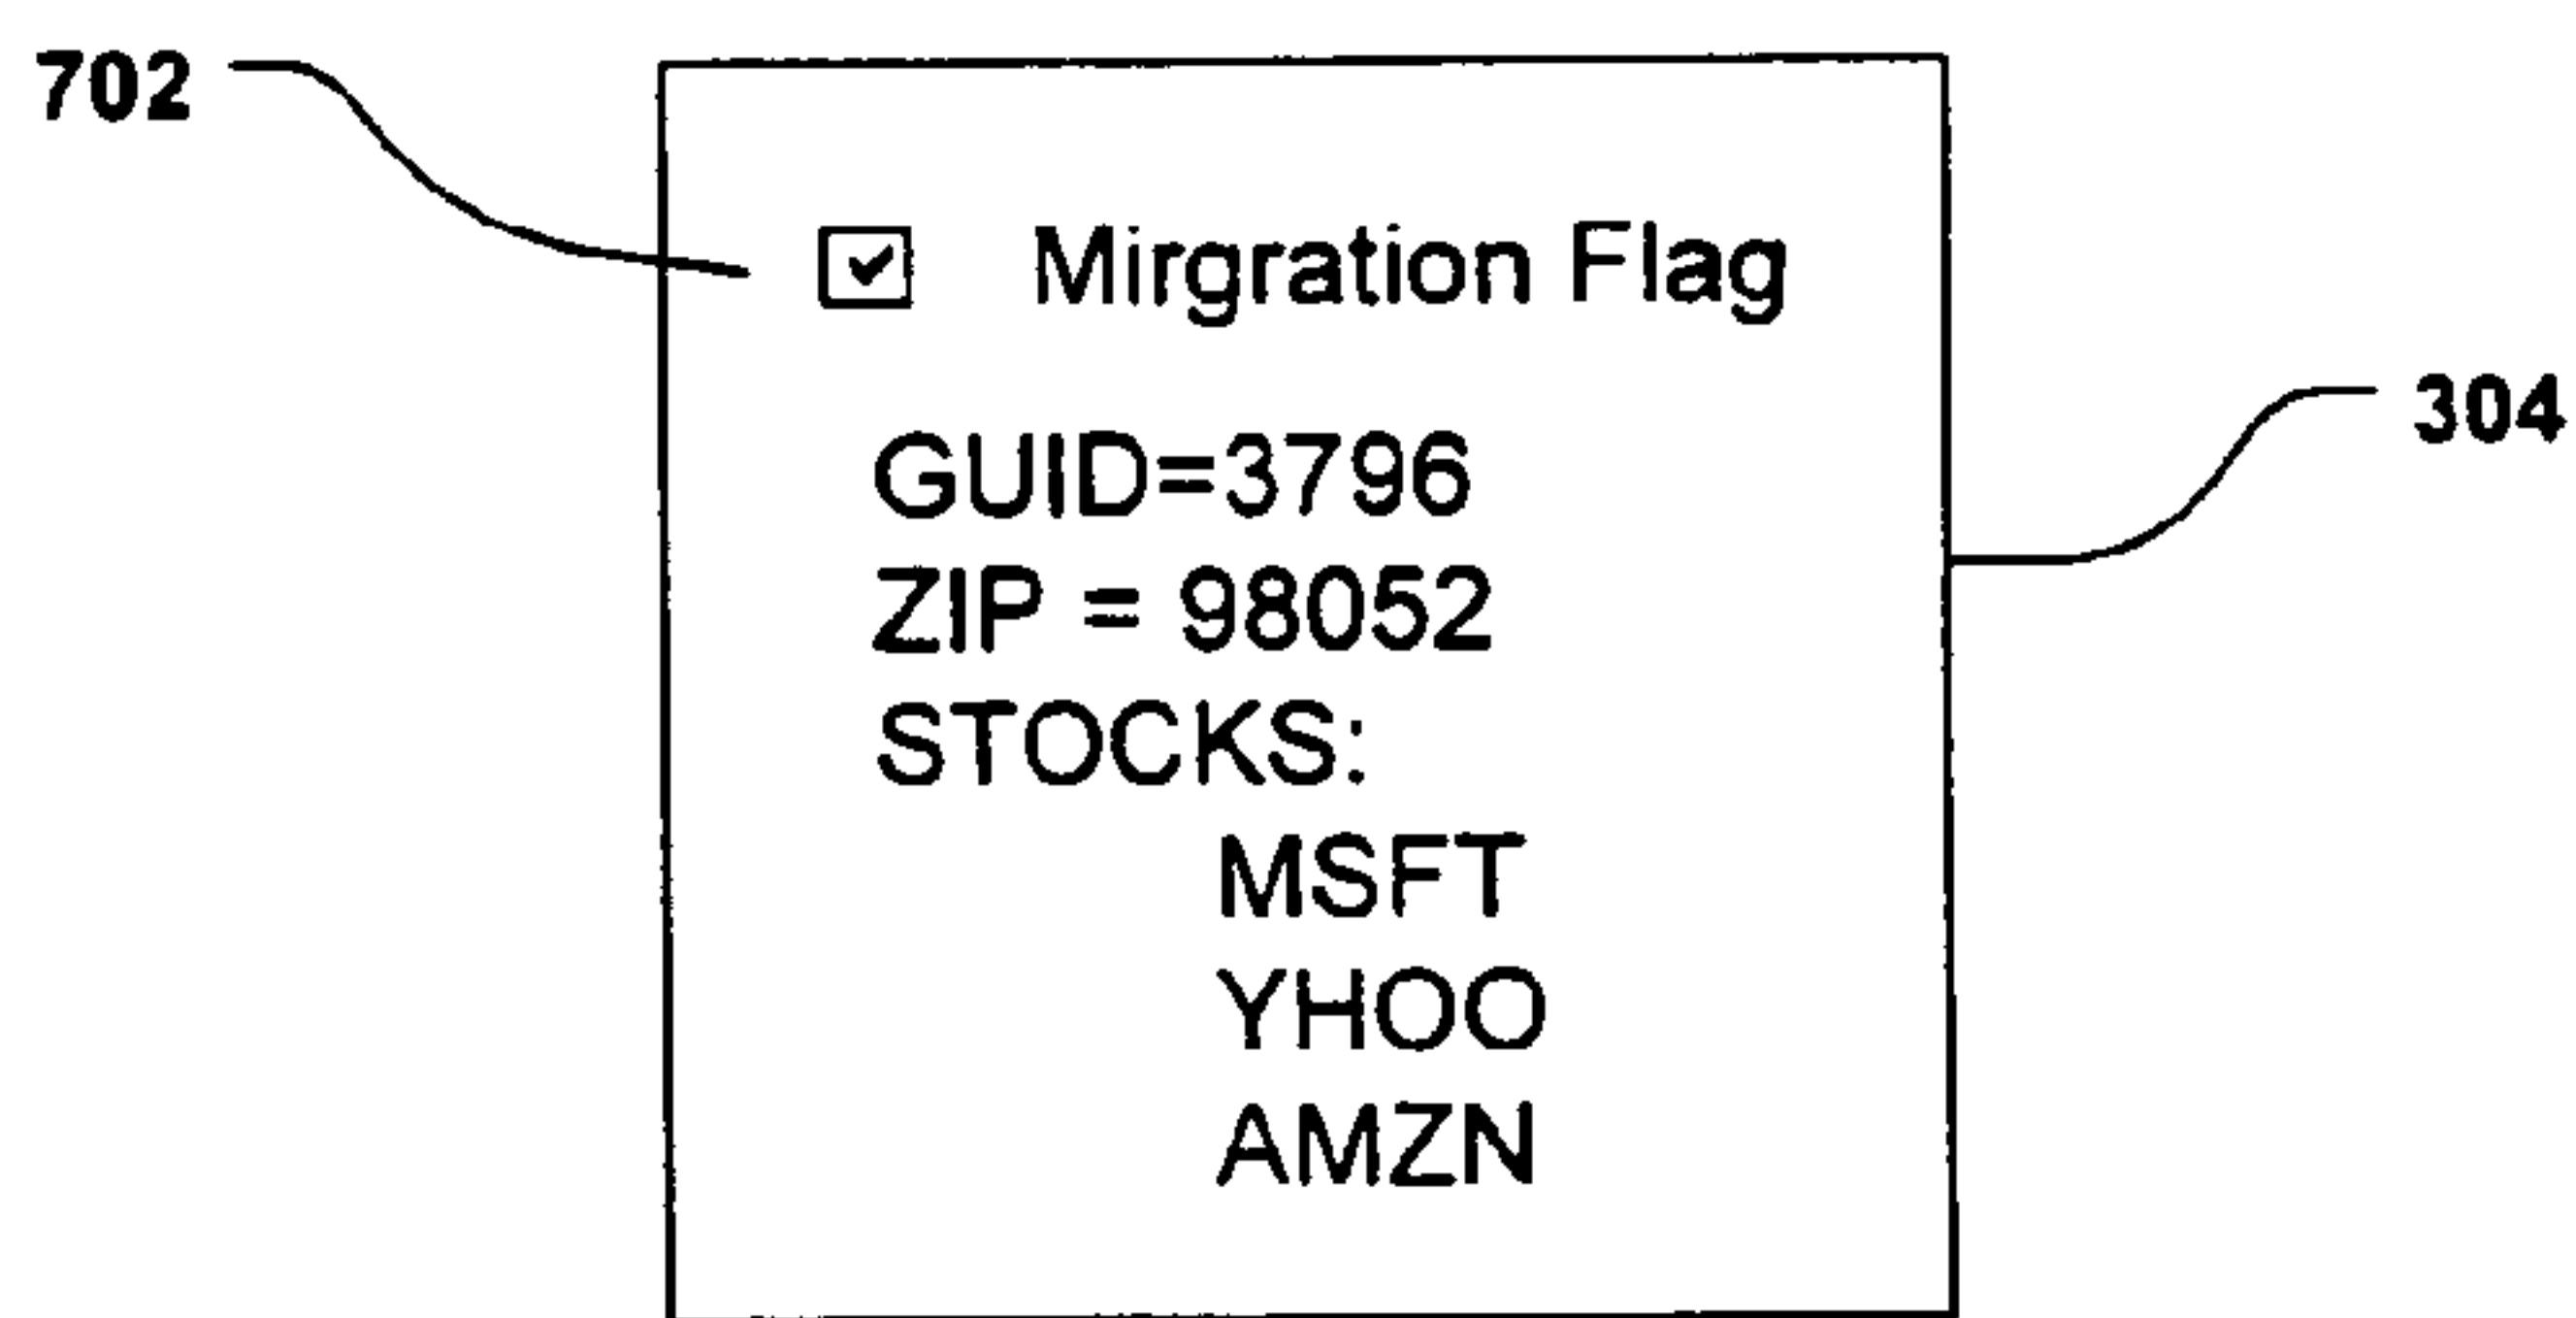 702
☑ Mirgration Flag
304
GUID=3796
ZIP = 98052
STOCKS:
MSFT
YHOO
AMZN